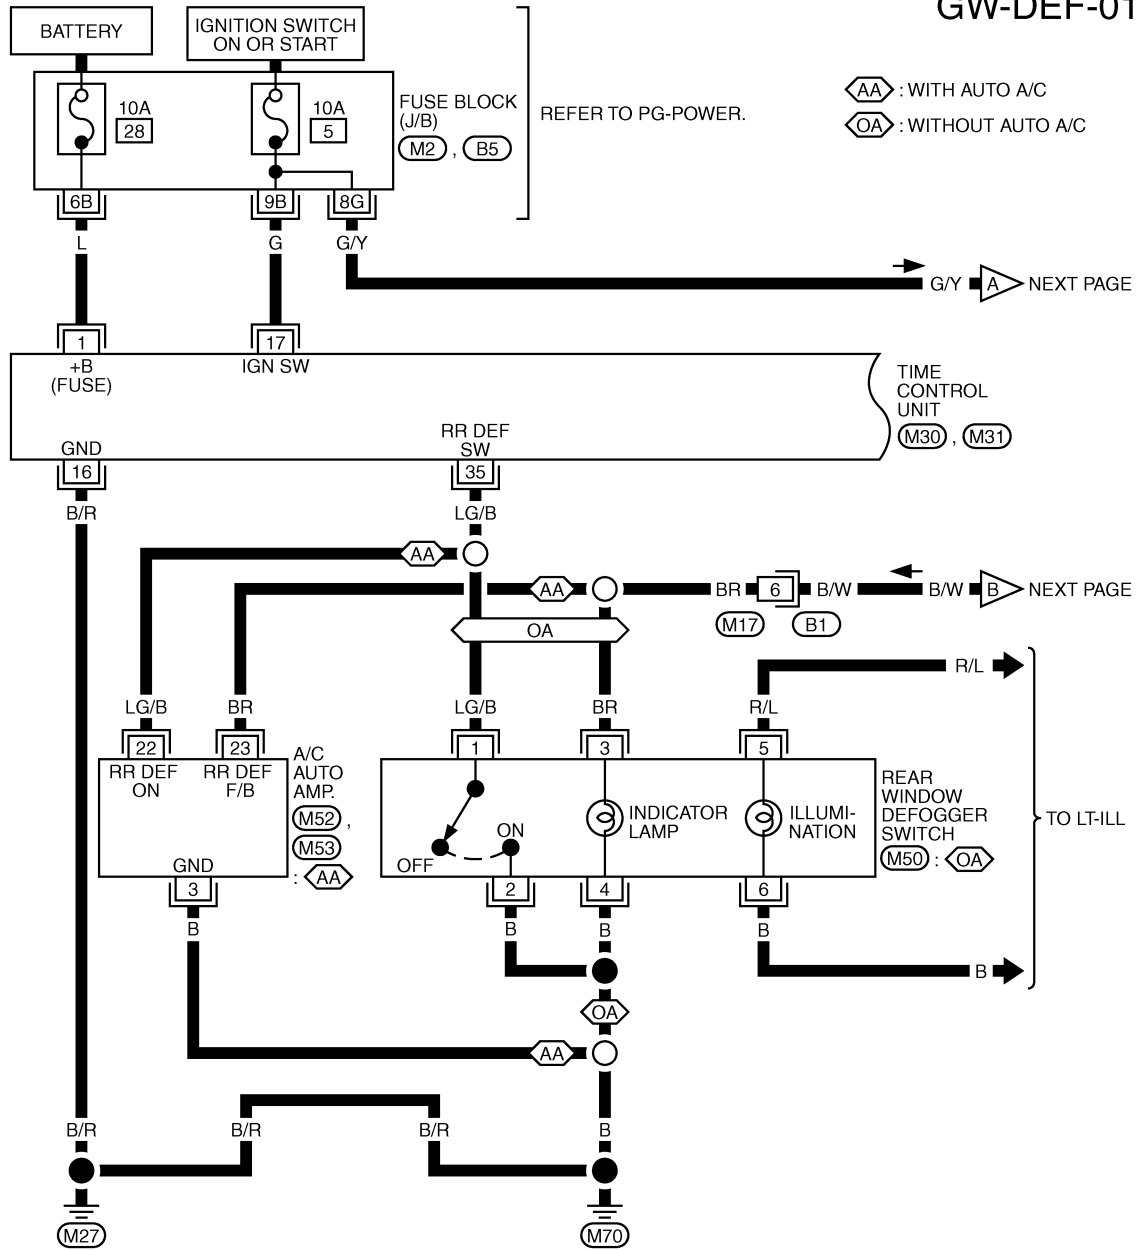 GW-DEF-01
BATTERY
IGNITION SWITCH
ON OR START
AA : WITH AUTO A/C
OA : WITHOUT AUTO A/C
10A
28
10A
5
FUSE BLOCK
(J/B)
M2 , B5
REFER TO PG-POWER.
6B
9B
8G
L
G
G/Y
G/Y
A
NEXT PAGE
1
17
+B
(FUSE)
IGN SW
TIME
CONTROL
UNIT
M30 , M31
GND
RR DEF
SW
16
35
B/R
LG/B
AA
AA
BR
6
B/W
B/W
B
NEXT PAGE
M17
B1
OA
R/L
LG/B
BR
LG/B
BR
R/L
22
23
1
3
5
RR DEF
ON
RR DEF
F/B
A/C
AUTO
AMP.
M52 ,
M53
: AA
GND
3
OFF
ON
INDICATOR
LAMP
ILLUMI-
NATION
REAR
WINDOW
DEFOGGER
SWITCH
M50 : OA
TO LT-ILL
2
4
6
B
B
B
B
B
OA
AA
B/R
B/R
B/R
B
M27
M70